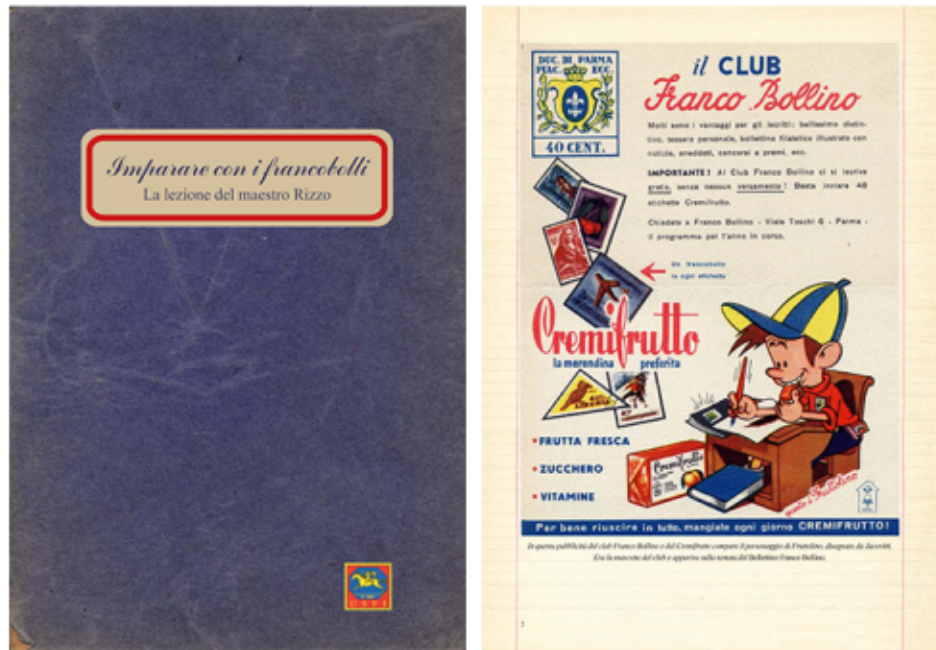 Imparare con i francobolli
La lezione del maestro Rizzo
U S F I
DUC. DI PARMA
PIAC. ECC.
40 CENT.
il CLUB
Franco Bollino
Molti sono i vantaggi per gli iscritti: bellissimo distin-
tivo, tessera personale, bollettino filatelico illustrato con
notizie, aneddoti, concorsi a premi, ecc.
IMPORTANTE! Al Club Franco Bollino ci si iscrive
gratis, senza nessun versamento! Basta inviare 40
etichette Cremifrutto.
Chiedete a Franco Bollino - Viale Toschi 6 - Parma -
il programma per l'anno in corso.
Un francobollo
in ogni etichetta
Cremifrutto
la merendina preferita
• FRUTTA FRESCA
• ZUCCHERO
• VITAMINE
Cremifrutto
questo è Fruttolino
Per bene riuscire in tutto, mangiate ogni giorno CREMIFRUTTO!
In questa pubblicità del club Franco Bollino e del Cremifrutto compare il personaggio di Fruttolino, disegnato da Jacovitti.
Era la mascotte del club e appariva sulla testata del Bollettino Franco Bollino.